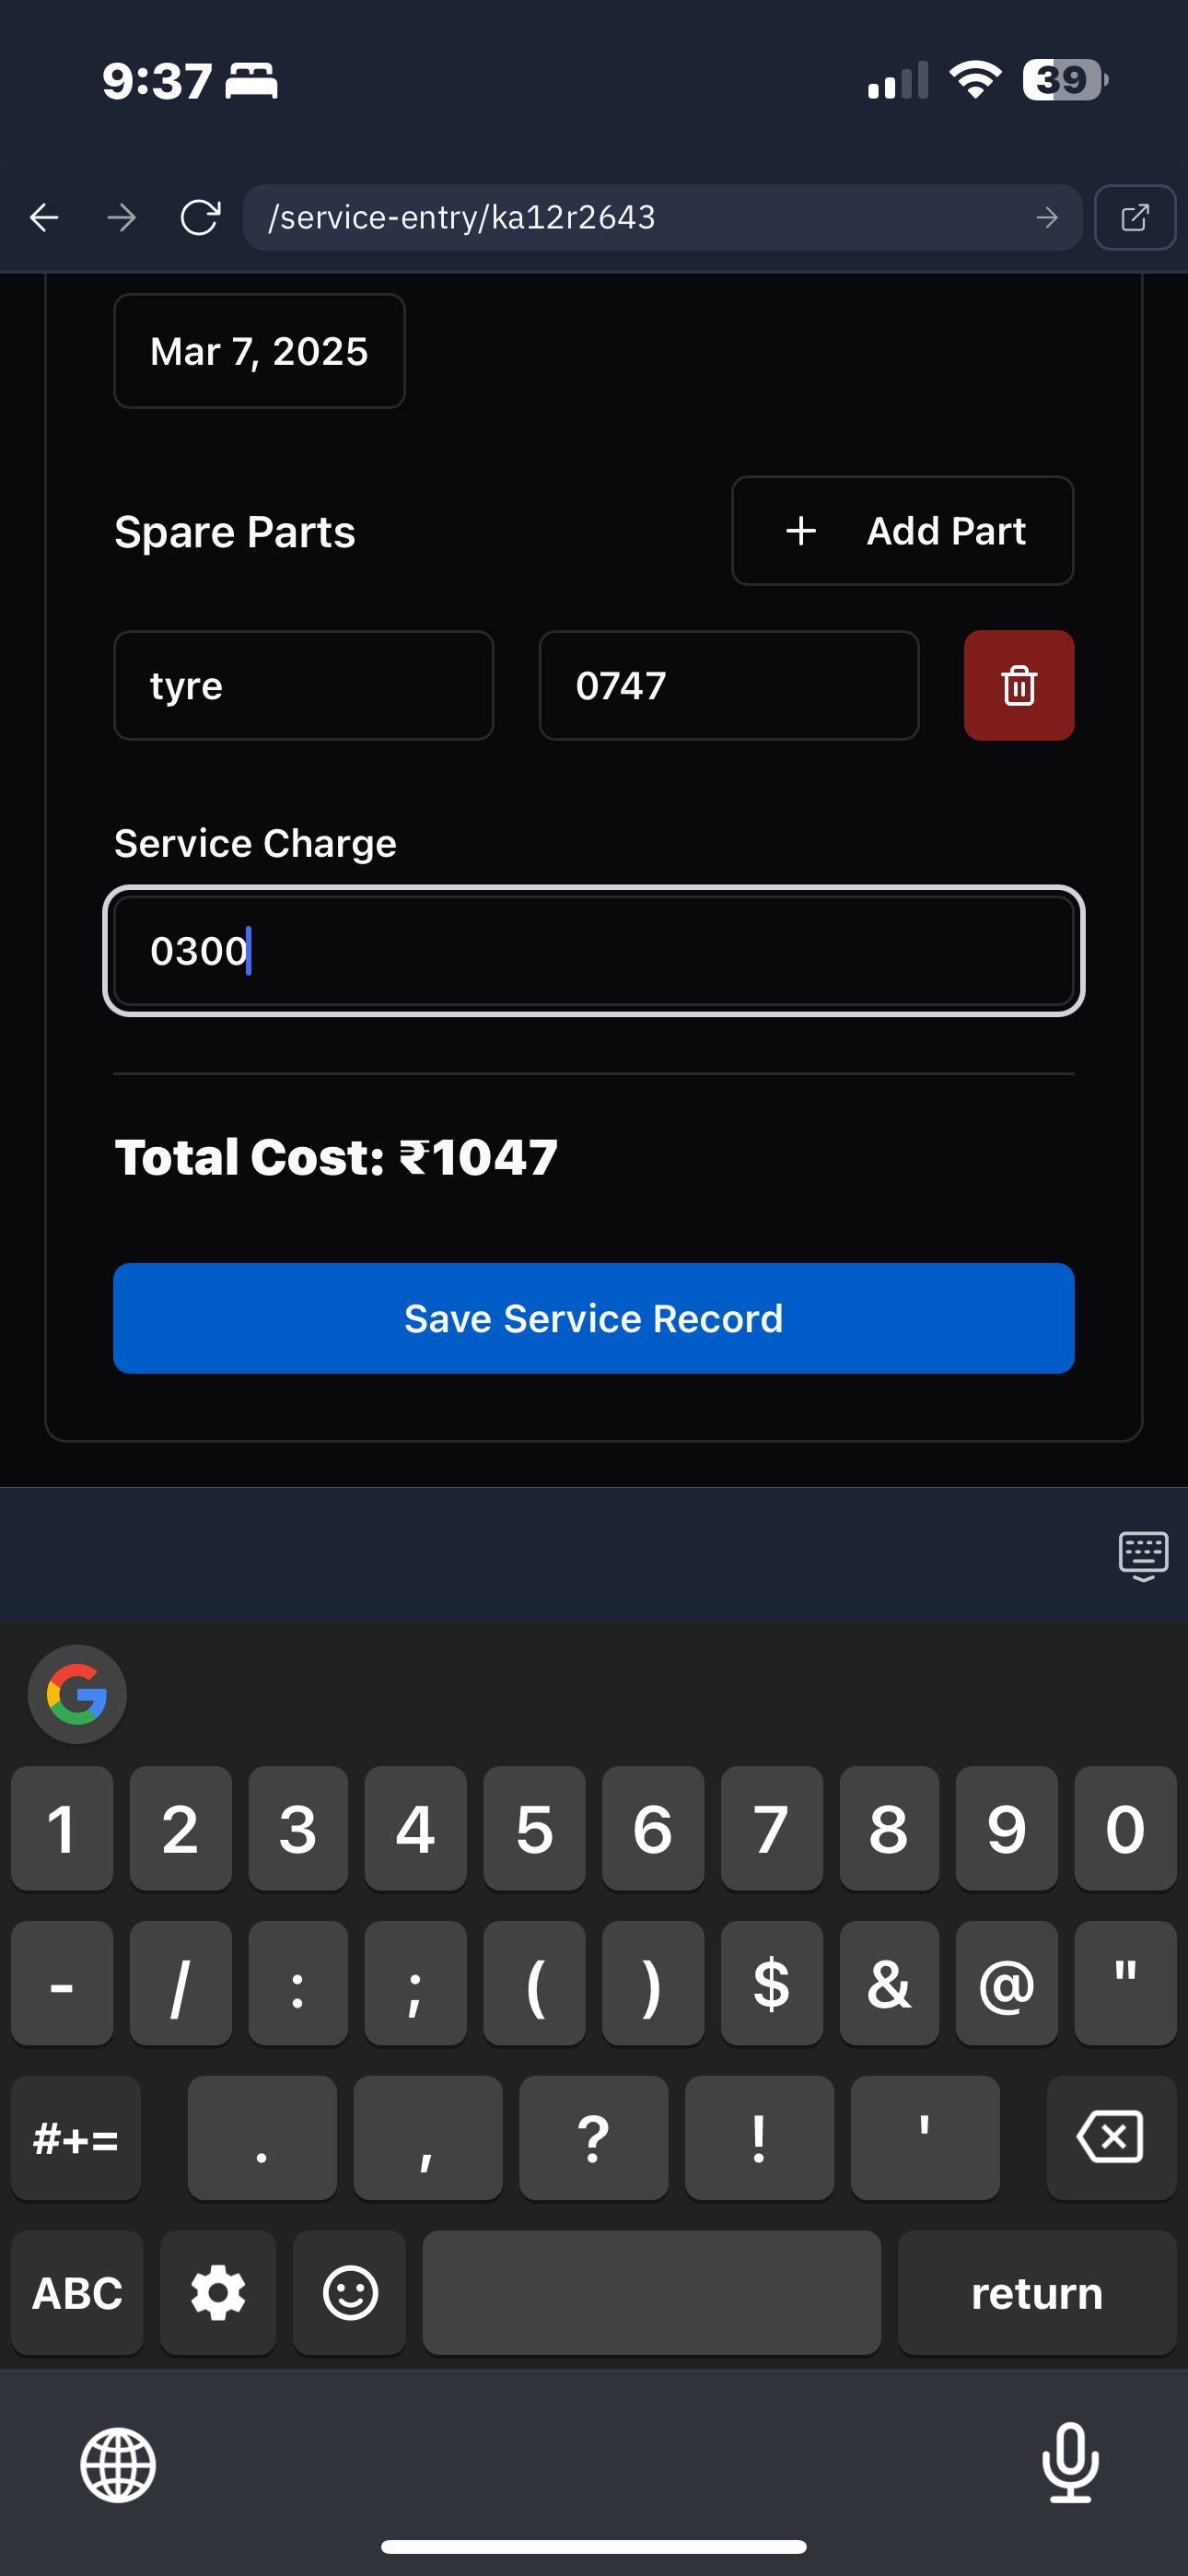 9:37
39
/service-entry/ka12r2643
Mar 7, 2025
Spare Parts
+ Add Part
tyre
0747
Service Charge
0300
Total Cost: ₹1047
Save Service Record
1 2 3 4 5 6 7 8 9 0
- / : ; ( ) $ & @ "
#+= . , ? ! '
ABC return